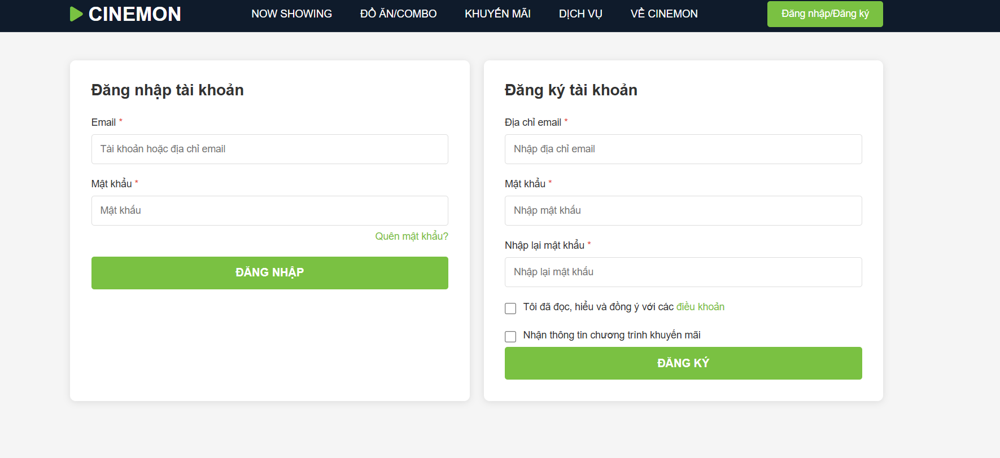 CINEMON
NOW SHOWING
ĐỒ ĂN/COMBO
KHUYẾN MÃI
DỊCH VỤ
VỀ CINEMON
Đăng nhập/Đăng ký
Đăng nhập tài khoản
Email *
Tài khoản hoặc địa chỉ email
Mật khẩu *
Mật khẩu
Quên mật khẩu?
ĐĂNG NHẬP
Đăng ký tài khoản
Địa chỉ email *
Nhập địa chỉ email
Mật khẩu *
Nhập mật khẩu
Nhập lại mật khẩu *
Nhập lại mật khẩu
Tôi đã đọc, hiểu và đồng ý với các điều khoản
Nhận thông tin chương trình khuyến mãi
ĐĂNG KÝ